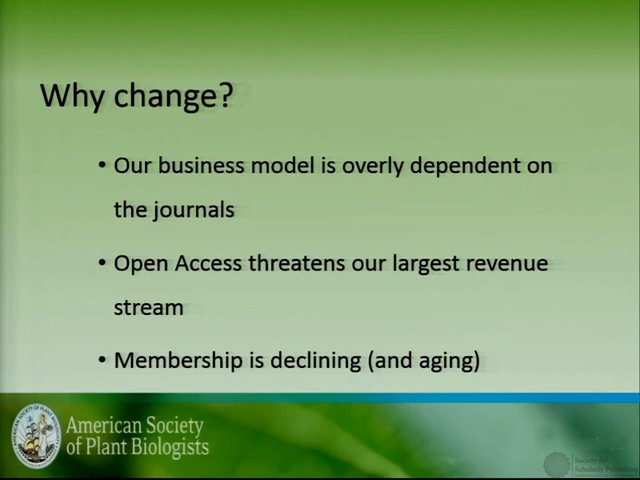 Why change?
• Our business model is overly dependent on
the journals
• Open Access threatens our largest revenue
stream
• Membership is declining (and aging)
American Society
of Plant Biologists
Society for
Scholarly Publishing